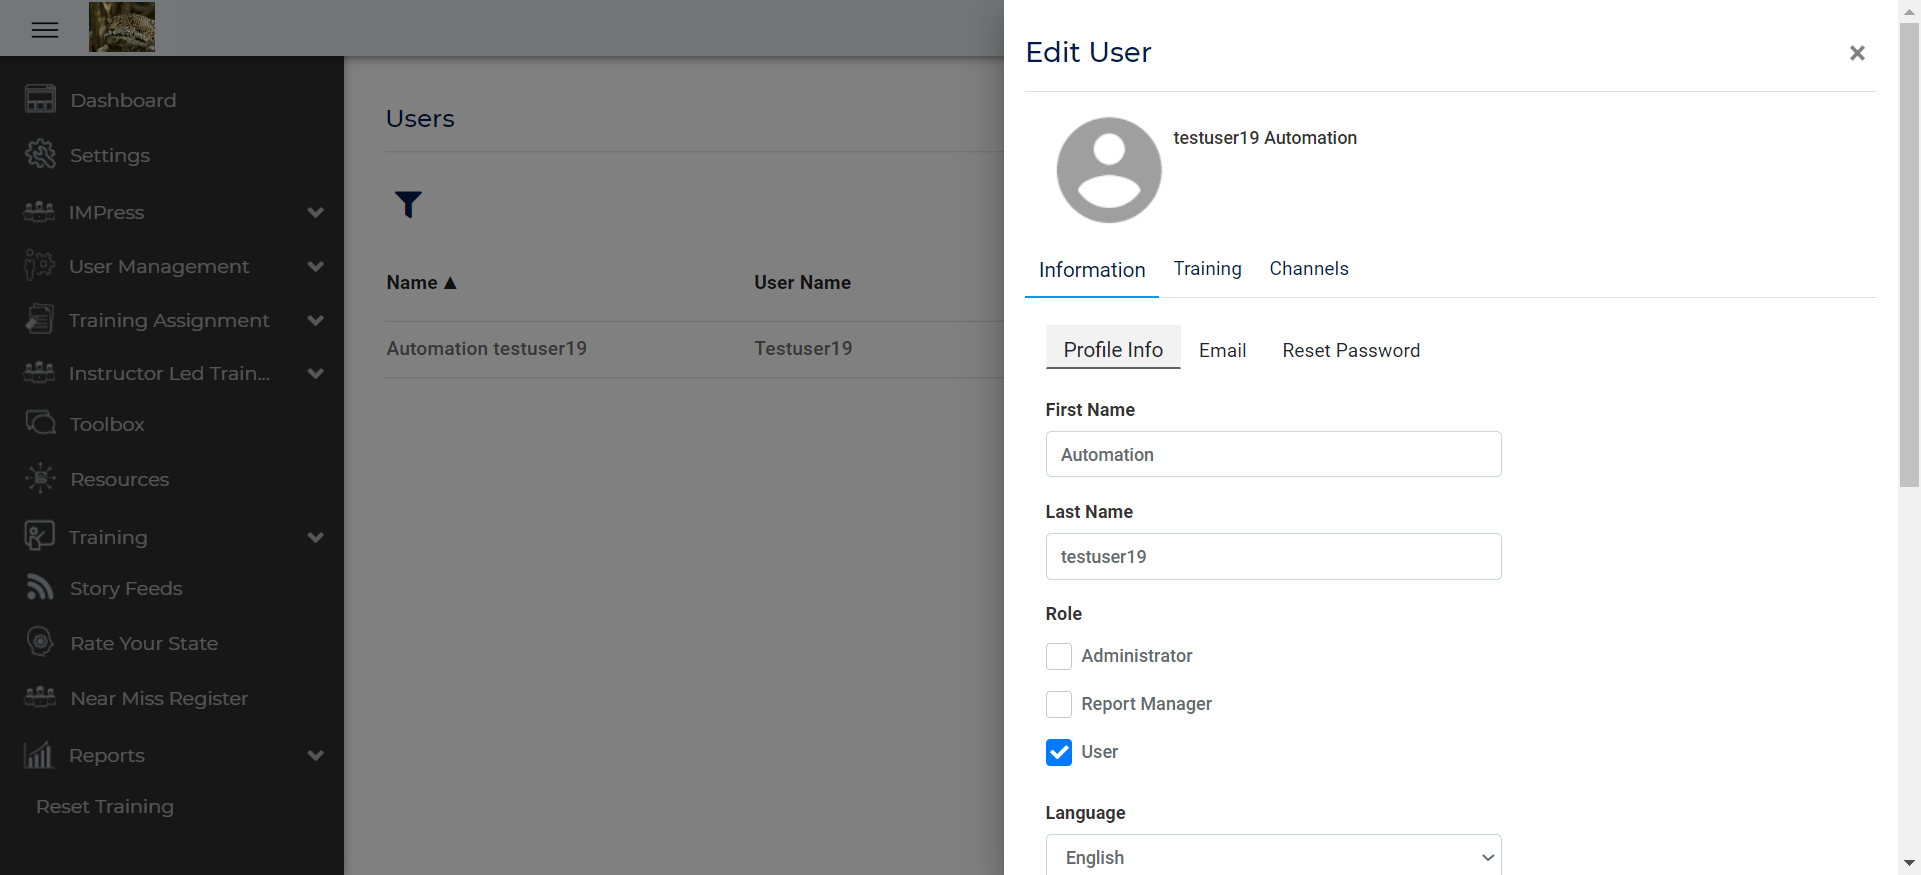 Dashboard
Settings
IMPress
User Management
Training Assignment
Instructor Led Train...
Toolbox
Resources
Training
Story Feeds
Rate Your State
Near Miss Register
Reports
Reset Training
Users
Name ▲ User Name
Automation testuser19 Testuser19
Edit User
testuser19 Automation
Information Training Channels
Profile Info Email Reset Password
First Name
Automation
Last Name
testuser19
Role
Administrator
Report Manager
User
Language
English